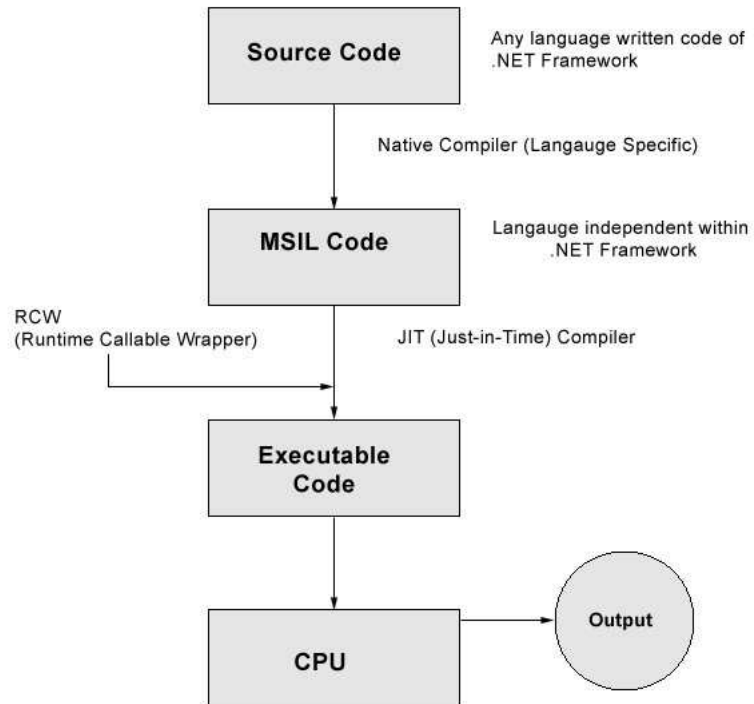 Source Code
Any language written code of
.NET Framework
Native Compiler (Langauge Specific)
MSIL Code
Langauge independent within
.NET Framework
RCW
(Runtime Callable Wrapper)
JIT (Just-in-Time) Compiler
Executable
Code
CPU
Output